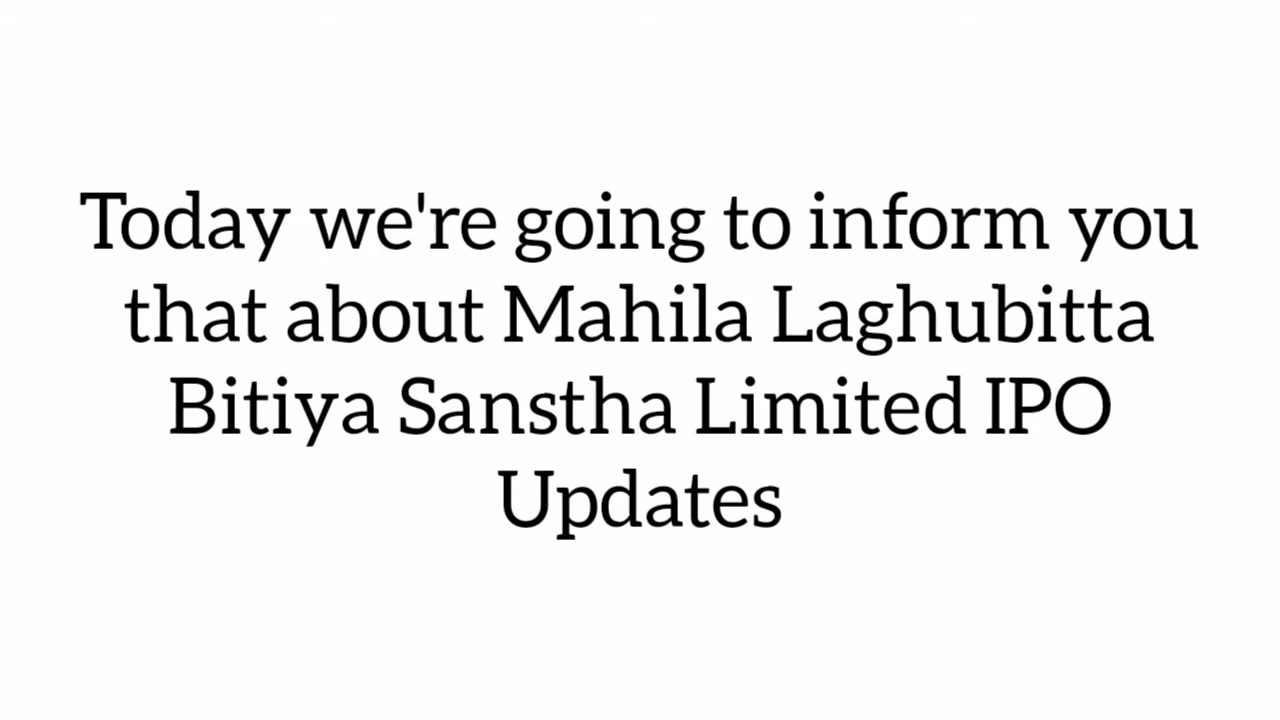 Today we're going to inform you
that about Mahila Laghubitta
Bitiya Sanstha Limited IPO
Updates